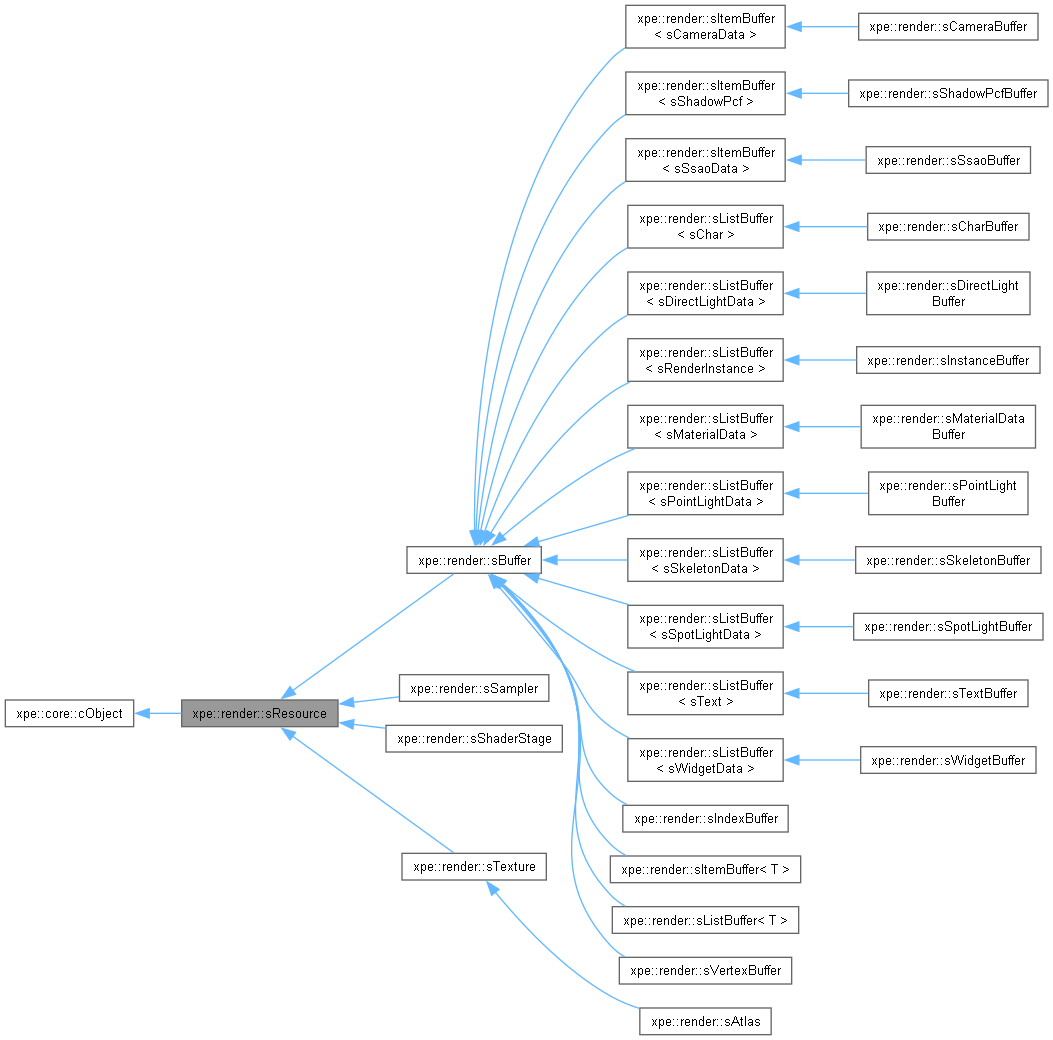 xpe::render::sItemBuffer
< sCameraData >
xpe::render::sCameraBuffer
xpe::render::sItemBuffer
< sShadowPcf >
xpe::render::sShadowPcfBuffer
xpe::render::sItemBuffer
< sSsaoData >
xpe::render::sSsaoBuffer
xpe::render::sListBuffer
< sChar >
xpe::render::sCharBuffer
xpe::render::sListBuffer
< sDirectLightData >
xpe::render::sDirectLight
Buffer
xpe::render::sListBuffer
< sRenderInstance >
xpe::render::sInstanceBuffer
xpe::render::sListBuffer
< sMaterialData >
xpe::render::sMaterialData
Buffer
xpe::render::sListBuffer
< sPointLightData >
xpe::render::sPointLight
Buffer
xpe::render::sBuffer
xpe::render::sListBuffer
< sSkeletonData >
xpe::render::sSkeletonBuffer
xpe::render::sListBuffer
< sSpotLightData >
xpe::render::sSpotLightBuffer
xpe::render::sListBuffer
< sText >
xpe::render::sTextBuffer
xpe::core::cObject
xpe::render::sResource
xpe::render::sSampler
xpe::render::sShaderStage
xpe::render::sListBuffer
< sWidgetData >
xpe::render::sWidgetBuffer
xpe::render::sIndexBuffer
xpe::render::sTexture
xpe::render::sItemBuffer< T >
xpe::render::sListBuffer< T >
xpe::render::sVertexBuffer
xpe::render::sAtlas